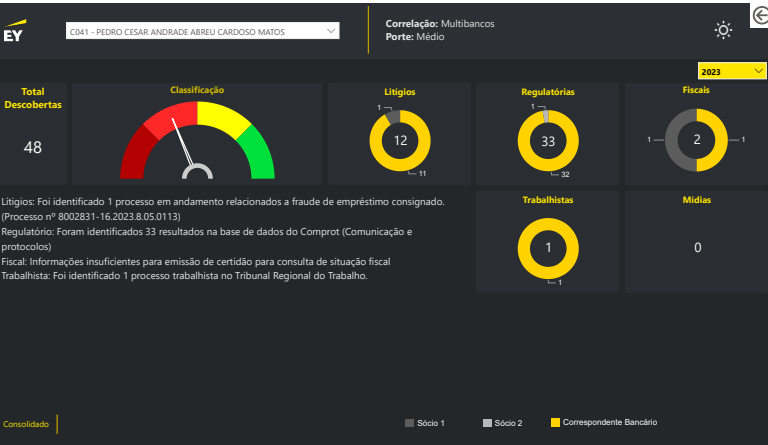 EY
C041 - PEDRO CESAR ANDRADE ABREU CARDOSO MATOS
Correlação: Multibancos
Porte: Médio
2023
Total
Descobertas
48
Classificação
Litígios
1
12
11
Regulatórias
1
33
32
Fiscais
1
2
1
Litigios: Foi identificado 1 processo em andamento relacionados a fraude de empréstimo consignado.
(Processo nº 8002831-16.2023.8.05.0113)
Regulatório: Foram identificados 33 resultados na base de dados do Comprot (Comunicação e
protocolos)
Fiscal: Informações insuficientes para emissão de certidão para consulta de situação fiscal
Trabalhista: Foi identificado 1 processo trabalhista no Tribunal Regional do Trabalho.
Trabalhistas
1
1
Mídias
0
Consolidado
Sócio 1
Sócio 2
Correspondente Bancário